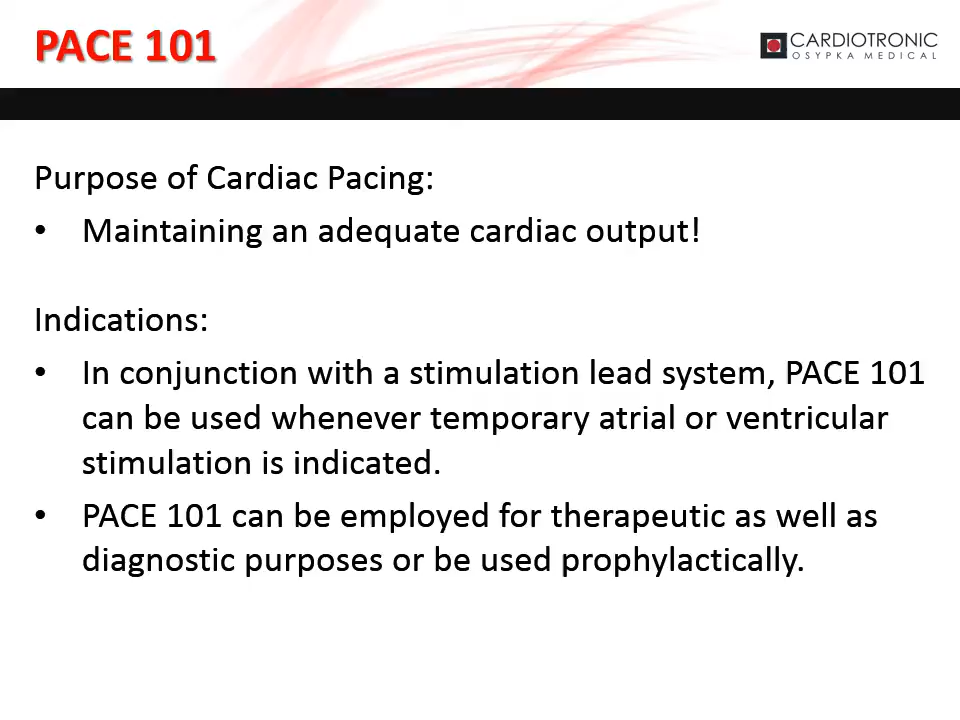 PACE 101
CARDIOTRONIC
OSYPKA MEDICAL
Purpose of Cardiac Pacing:
• Maintaining an adequate cardiac output!
Indications:
• In conjunction with a stimulation lead system, PACE 101
can be used whenever temporary atrial or ventricular
stimulation is indicated.
• PACE 101 can be employed for therapeutic as well as
diagnostic purposes or be used prophylactically.